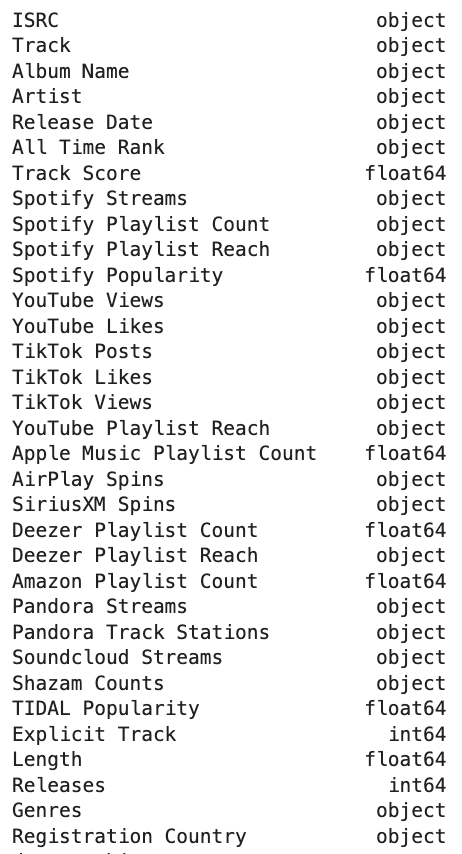 ISRC object
Track object
Album Name object
Artist object
Release Date object
All Time Rank object
Track Score float64
Spotify Streams object
Spotify Playlist Count object
Spotify Playlist Reach object
Spotify Popularity float64
YouTube Views object
YouTube Likes object
TikTok Posts object
TikTok Likes object
TikTok Views object
YouTube Playlist Reach object
Apple Music Playlist Count float64
AirPlay Spins object
SiriusXM Spins object
Deezer Playlist Count float64
Deezer Playlist Reach object
Amazon Playlist Count float64
Pandora Streams object
Pandora Track Stations object
Soundcloud Streams object
Shazam Counts object
TIDAL Popularity float64
Explicit Track int64
Length float64
Releases int64
Genres object
Registration Country object